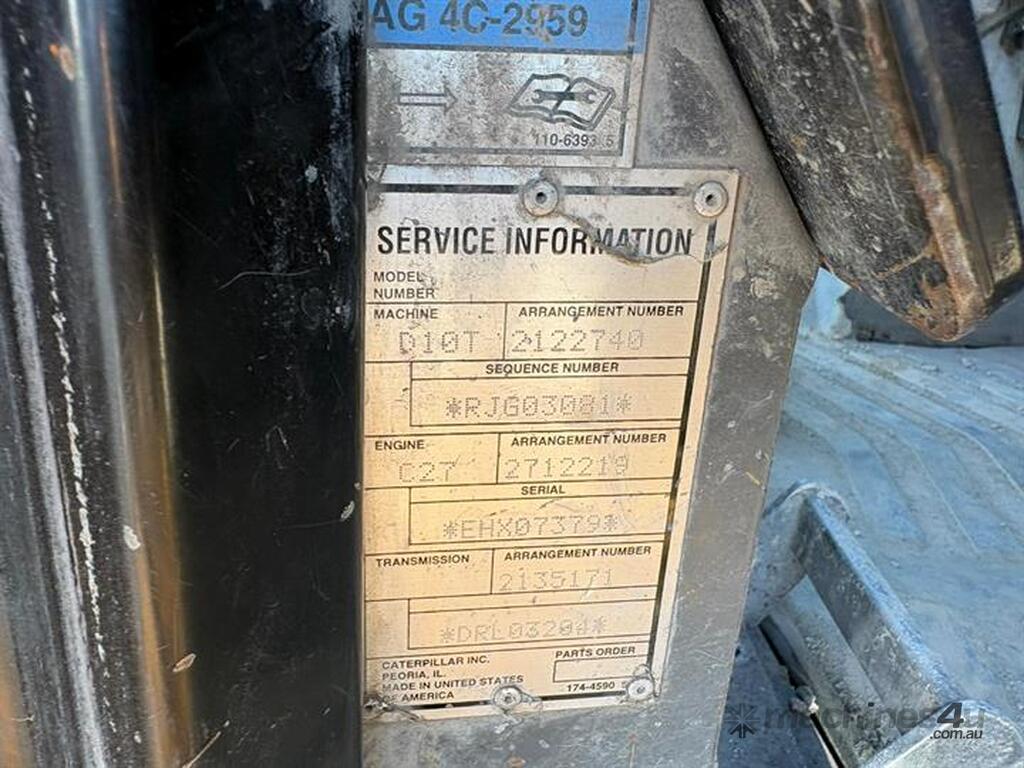 AG 4C-2959
110-6393 5
SERVICE INFORMATION
MODEL
NUMBER
MACHINE ARRANGEMENT NUMBER
D10T 2122740
SEQUENCE NUMBER
*RJG03081*
ENGINE ARRANGEMENT NUMBER
C27 2712219
SERIAL
*EHX07379*
TRANSMISSION ARRANGEMENT NUMBER
2135171
*DRL03204*
CATERPILLAR INC. PARTS ORDER
PEORIA, IL.
MADE IN UNITED STATES
OF AMERICA 174-4590
machines4u
.com.au